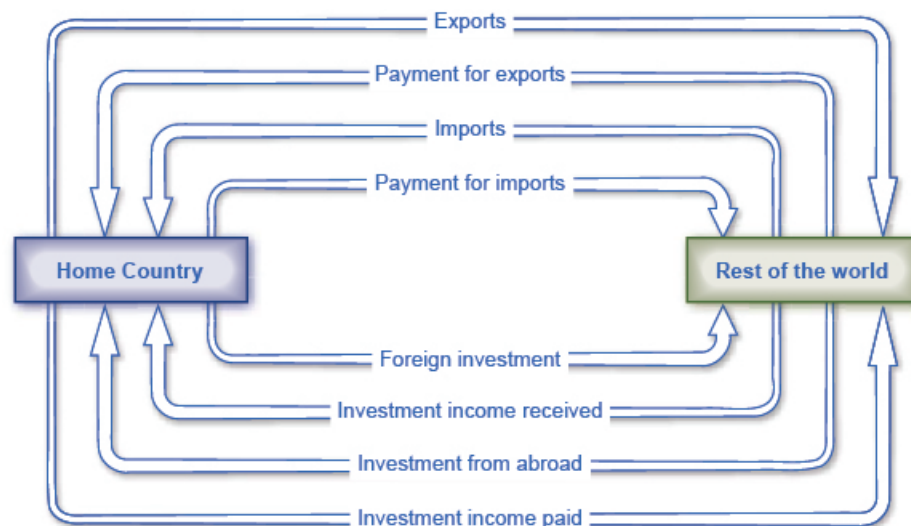 Exports
Payment for exports
Imports
Payment for imports
Home Country
Rest of the world
Foreign investment
Investment income received
Investment from abroad
Investment income paid